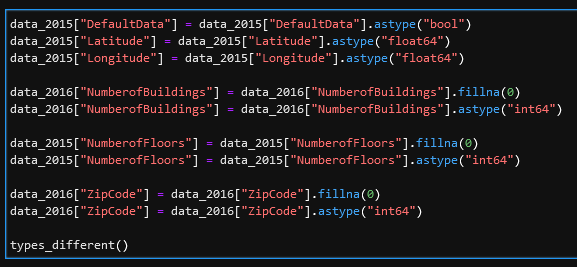 data_2015["DefaultData"] = data_2015["DefaultData"].astype("bool")
data_2015["Latitude"] = data_2015["Latitude"].astype("float64")
data_2015["Longitude"] = data_2015["Longitude"].astype("float64")
data_2016["NumberofBuildings"] = data_2016["NumberofBuildings"].fillna(0)
data_2016["NumberofBuildings"] = data_2016["NumberofBuildings"].astype("int64")
data_2015["NumberofFloors"] = data_2015["NumberofFloors"].fillna(0)
data_2015["NumberofFloors"] = data_2015["NumberofFloors"].astype("int64")
data_2016["ZipCode"] = data_2016["ZipCode"].fillna(0)
data_2016["ZipCode"] = data_2016["ZipCode"].astype("int64")
types_different()